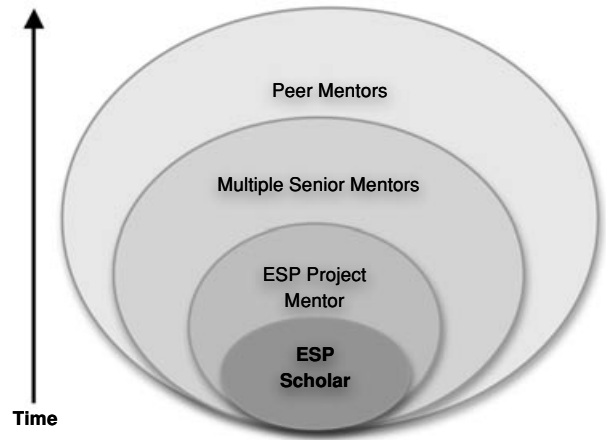 Peer Mentors
Multiple Senior Mentors
ESP Project
Mentor
ESP
Scholar
Time